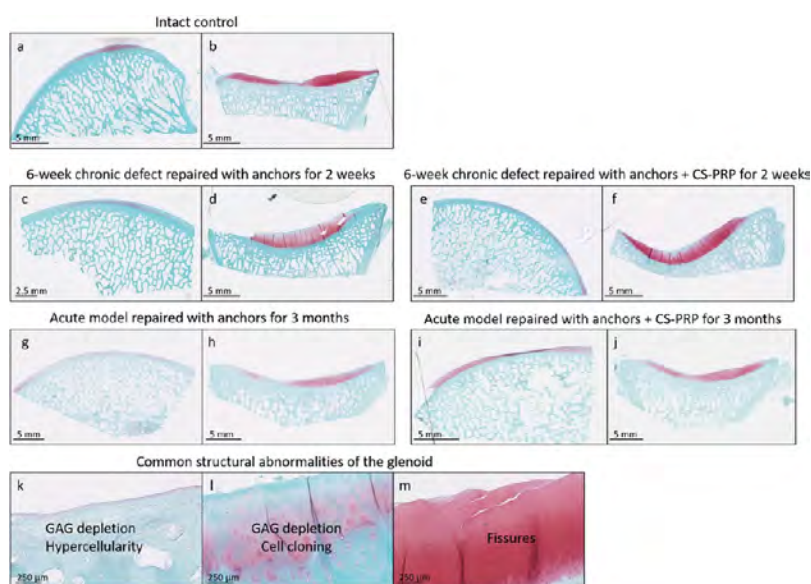 Intact control
a b
5 mm 5 mm
6-week chronic defect repaired with anchors for 2 weeks 6-week chronic defect repaired with anchors + CS-PRP for 2 weeks
c d e f
2.5 mm 5 mm 5 mm 5 mm
Acute model repaired with anchors for 3 months Acute model repaired with anchors + CS-PRP for 3 months
g h i j
5 mm 5 mm 5 mm 5 mm
Common structural abnormalities of the glenoid
k l m
GAG depletion GAG depletion Fissures
Hypercellularity Cell cloning
250 µm 250 µm 250 µm